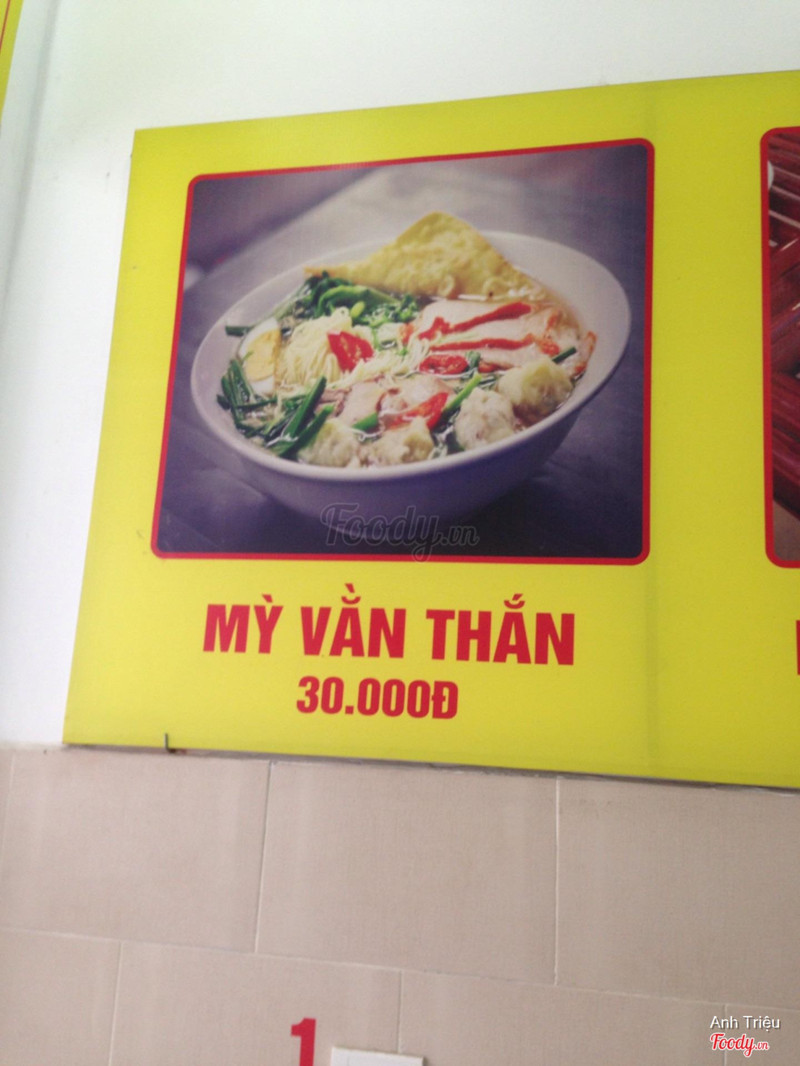 Foody.vn
MỲ VẰN THẮN
30.000Đ
1
Anh Triệu
Foody.vn